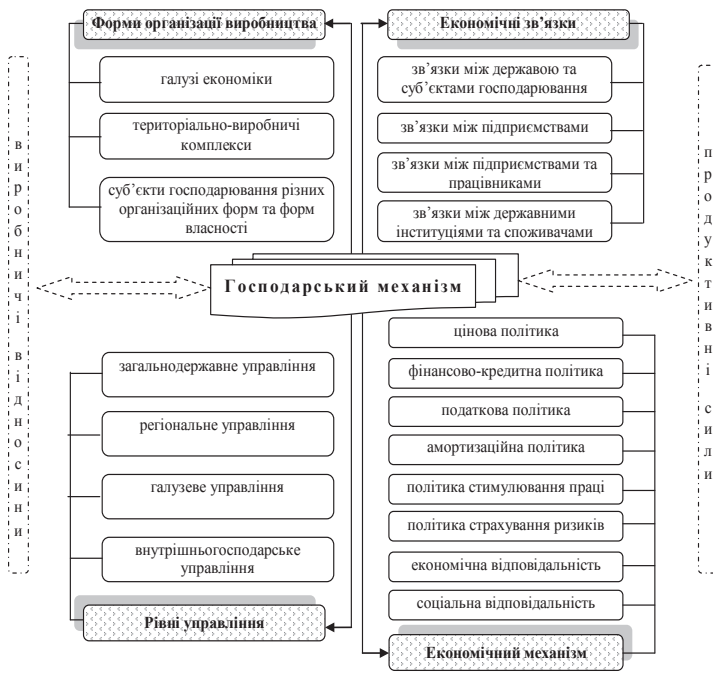 Форми організації виробництва
галузі економіки
територіально-виробничі
комплекси
суб'єкти господарювання різних
організаційних форм та форм
власності
Економічні зв'язки
зв'язки між державою та
суб'єктами господарювання
зв'язки між підприємствами
зв'язки між підприємствами та
працівниками
зв'язки між державними
інституціями та споживачами
виробничі відносини
Господарський механізм
продуктивні сили
загальнодержавне управління
регіональне управління
галузеве управління
внутрішньогосподарське
управління
Рівні управління
цінова політика
фінансово-кредитна політика
податкова політика
амортизаційна політика
політика стимулювання праці
політика страхування ризиків
економічна відповідальність
соціальна відповідальність
Економічний механізм